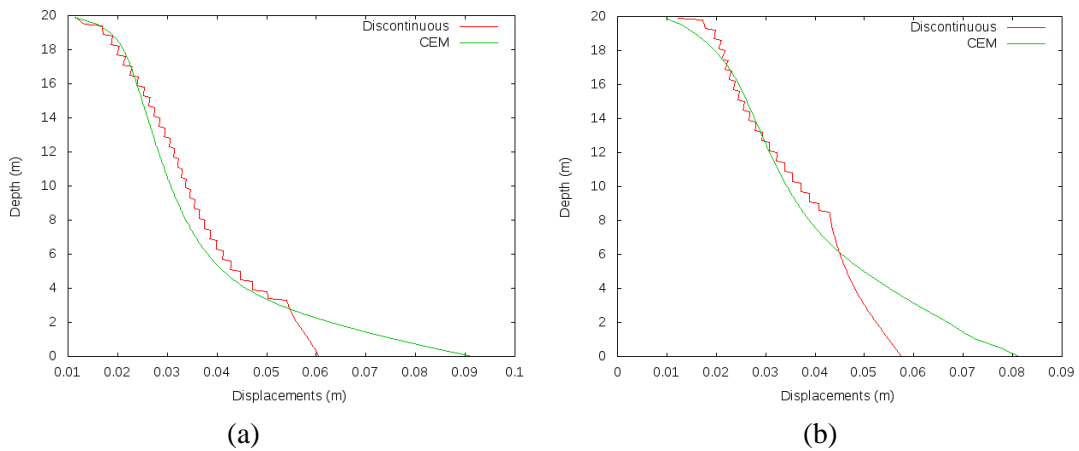 20
18
16
14
12
10
8
6
4
2
0
Depth (m)
Discontinuous
CEM
0.01 0.02 0.03 0.04 0.05 0.06 0.07 0.08 0.09 0.1
Displacements (m)
(a)
20
18
16
14
12
10
8
6
4
2
0
Depth (m)
Discontinuous
CEM
0 0.01 0.02 0.03 0.04 0.05 0.06 0.07 0.08 0.09
Displacements (m)
(b)